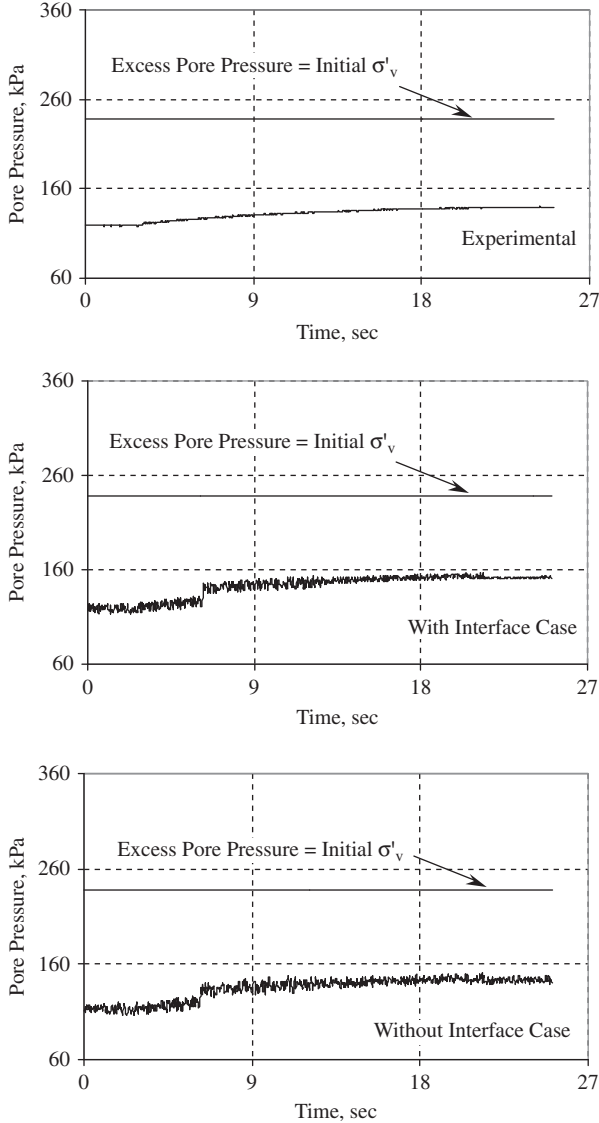 360
Excess Pore Pressure = Initial σ'v
260
Pore Pressure, kPa
160
Experimental
60
0 9 18 27
Time, sec
360
Excess Pore Pressure = Initial σ'v
260
Pore Pressure, kPa
160
With Interface Case
60
0 9 18 27
Time, sec
360
Excess Pore Pressure = Initial σ'v
260
Pore Pressure, kPa
160
Without Interface Case
60
0 9 18 27
Time, sec